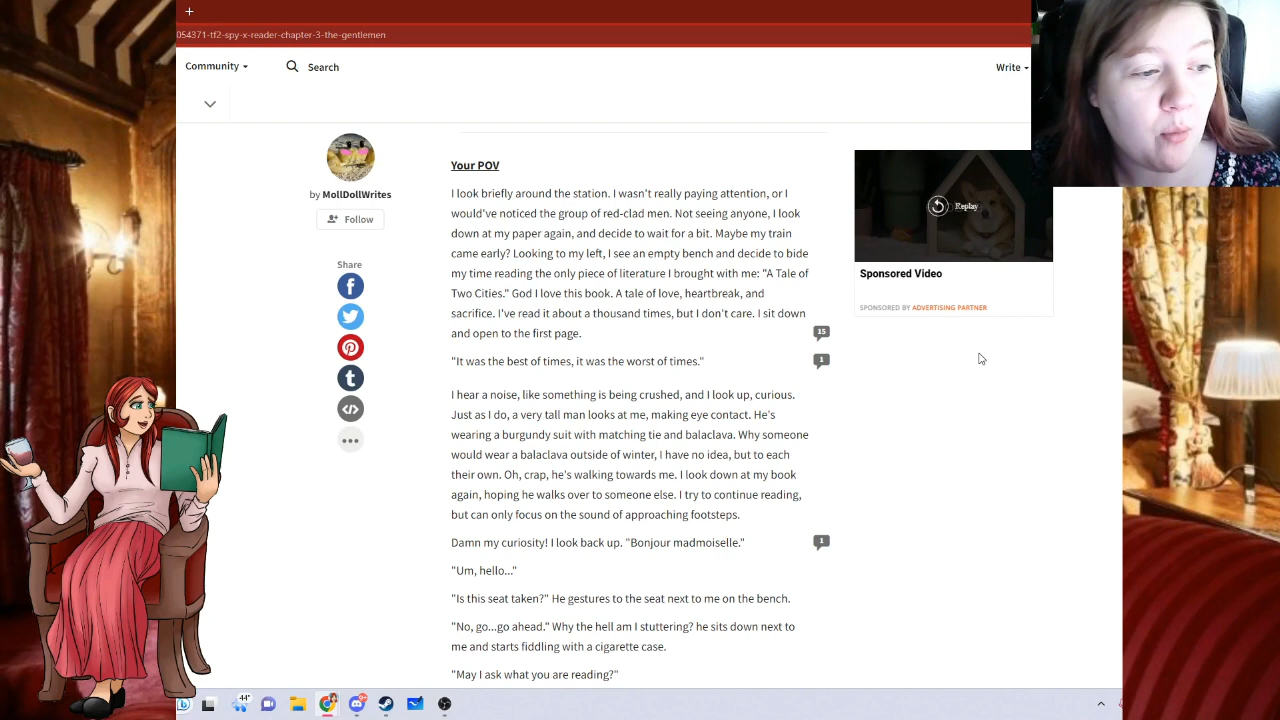 +
054371-tf2-spy-x-reader-chapter-3-the-gentlemen
Community
Search
Write
by MollDollWrites
Follow
Share
Your POV
I look briefly around the station. I wasn't really paying attention, or I
would've noticed the group of red-clad men. Not seeing anyone, I look
down at my paper again, and decide to wait for a bit. Maybe my train
came early? Looking to my left, I see an empty bench and decide to bide
my time reading the only piece of literature I brought with me: "A Tale of
Two Cities." God I love this book. A tale of love, heartbreak, and
sacrifice. I've read it about a thousand times, but I don't care. I sit down
and open to the first page.
15
"It was the best of times, it was the worst of times."
1
I hear a noise, like something is being crushed, and I look up, curious.
Just as I do, a very tall man looks at me, making eye contact. He's
wearing a burgundy suit with matching tie and balaclava. Why someone
would wear a balaclava outside of winter, I have no idea, but to each
their own. Oh, crap, he's walking towards me. I look down at my book
again, hoping he walks over to someone else. I try to continue reading,
but can only focus on the sound of approaching footsteps.
Damn my curiosity! I look back up. "Bonjour madmoiselle."
1
"Um, hello..."
"Is this seat taken?" He gestures to the seat next to me on the bench.
"No, go...go ahead." Why the hell am I stuttering? he sits down next to
me and starts fiddling with a cigarette case.
"May I ask what you are reading?"
Replay
Sponsored Video
SPONSORED BY ADVERTISING PARTNER
44°